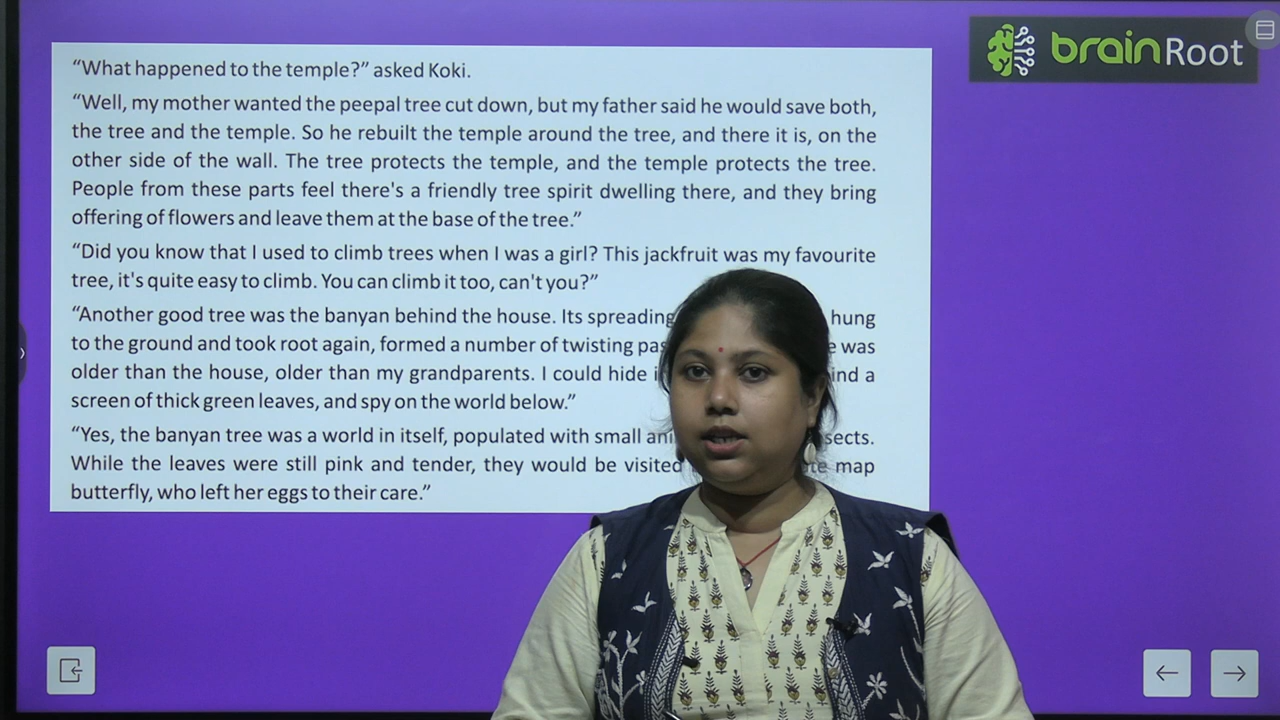 brainRoot
“What happened to the temple?” asked Koki.
“Well, my mother wanted the peepal tree cut down, but my father said he would save both,
the tree and the temple. So he rebuilt the temple around the tree, and there it is, on the
other side of the wall. The tree protects the temple, and the temple protects the tree.
People from these parts feel there's a friendly tree spirit dwelling there, and they bring
offering of flowers and leave them at the base of the tree.”
“Did you know that I used to climb trees when I was a girl? This jackfruit was my favourite
tree, it's quite easy to climb. You can climb it too, can't you?”
“Another good tree was the banyan behind the house. Its spreading hung
to the ground and took root again, formed a number of twisting was
older than the house, older than my grandparents. I could hide a
screen of thick green leaves, and spy on the world below.”
“Yes, the banyan tree was a world in itself, populated with small
While the leaves were still pink and tender, they would be visited map
butterfly, who left her eggs to their care.”